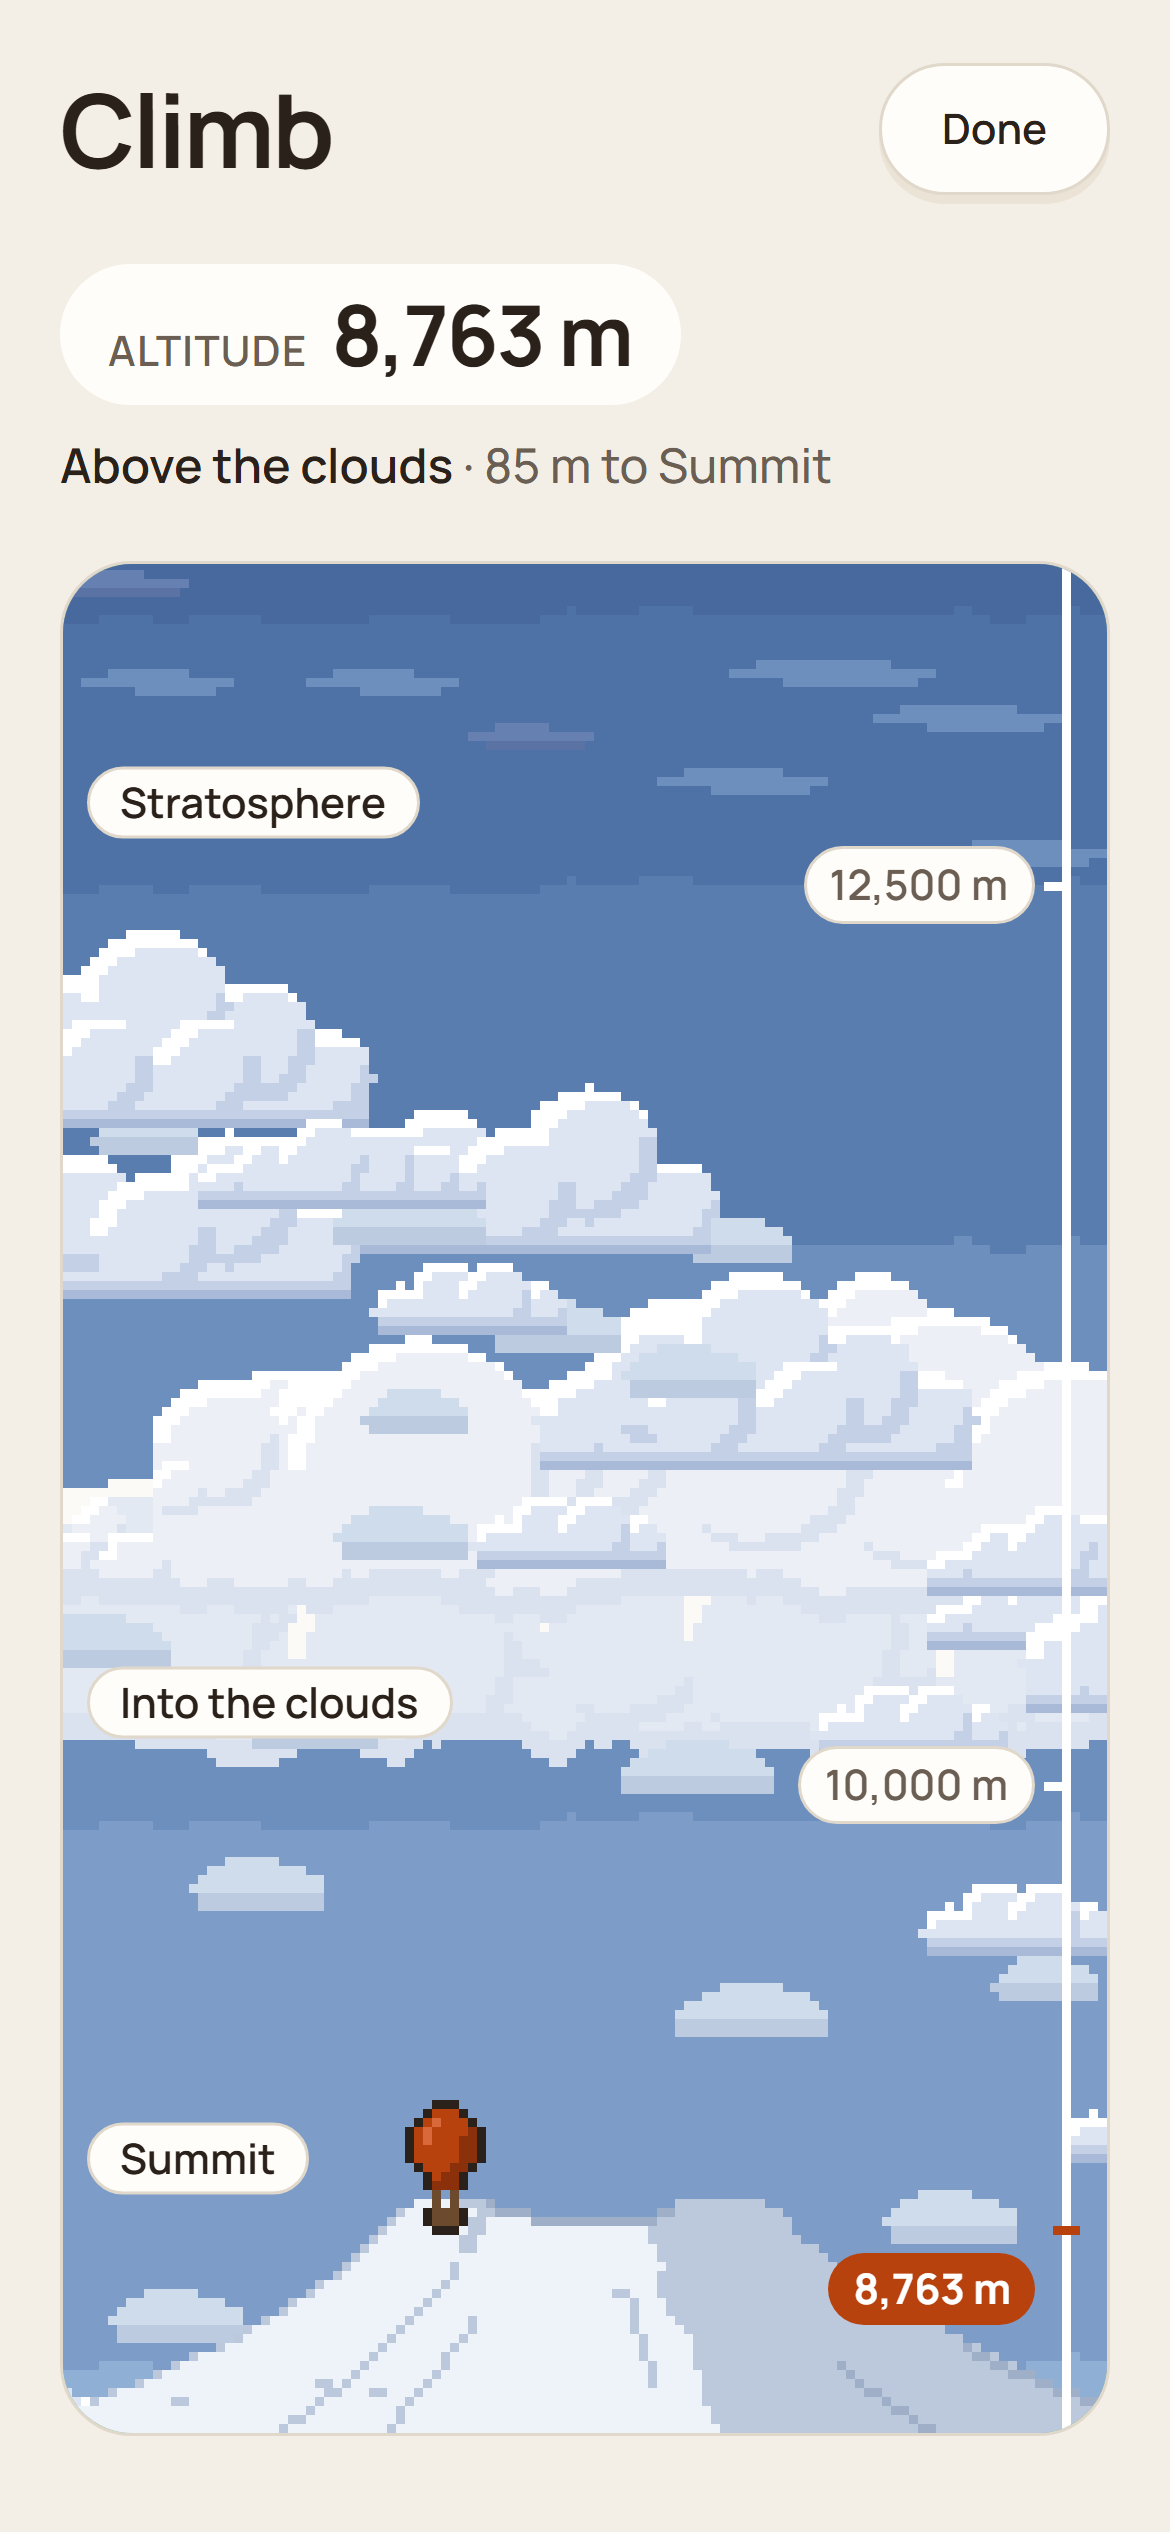 Climb
Done
ALTITUDE 8,763 m
Above the clouds · 85 m to Summit
Stratosphere
12,500 m
Into the clouds
10,000 m
Summit
8,763 m